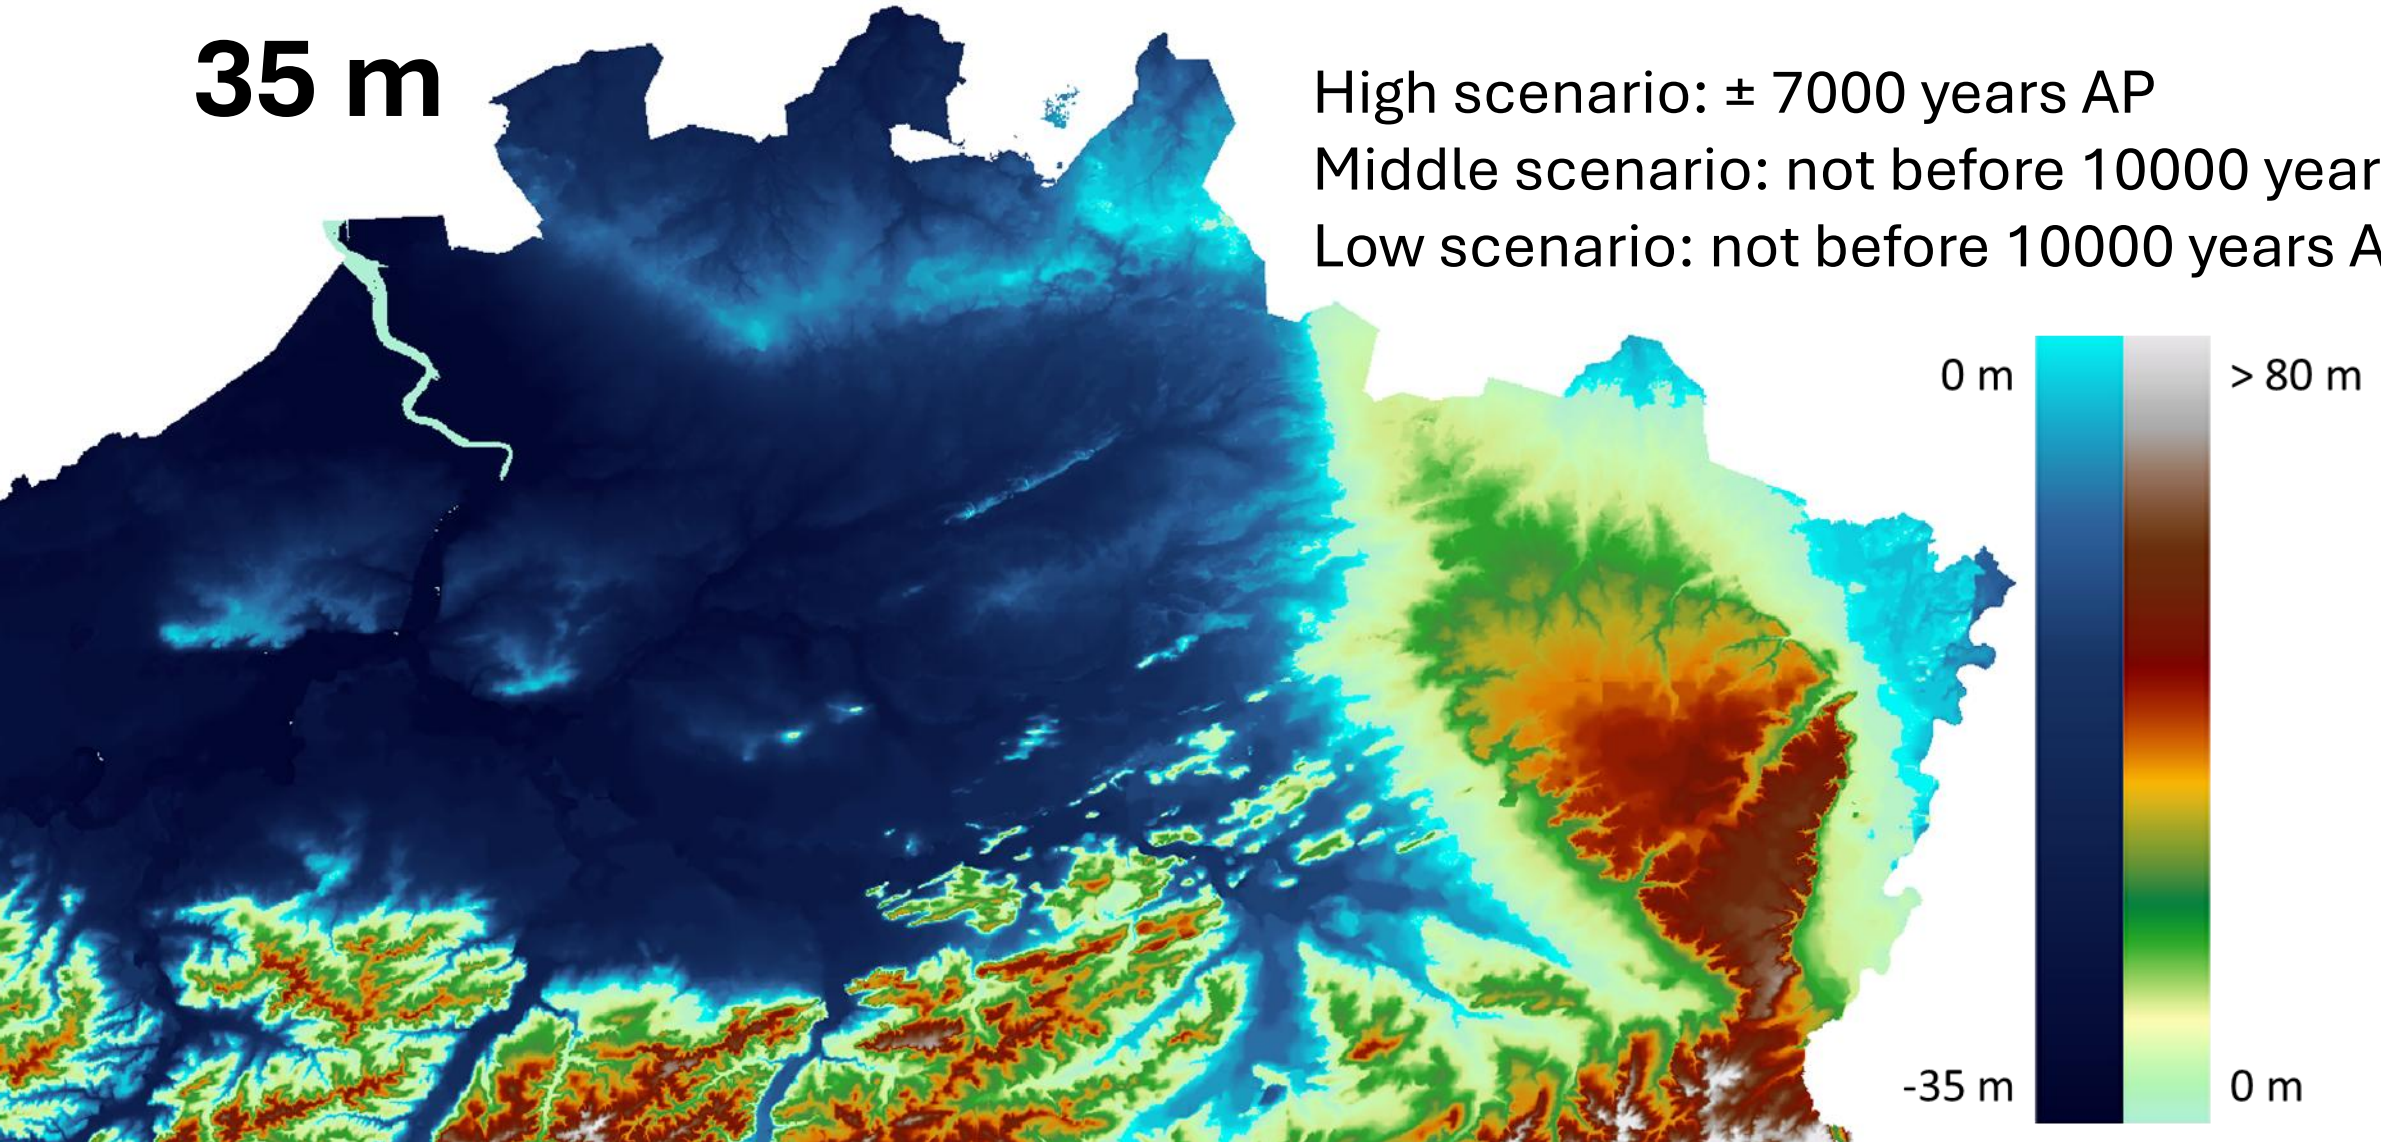 35 m
High scenario: ± 7000 years AP
Middle scenario: not before 10000 year
Low scenario: not before 10000 years A
0 m
> 80 m
-35 m
0 m